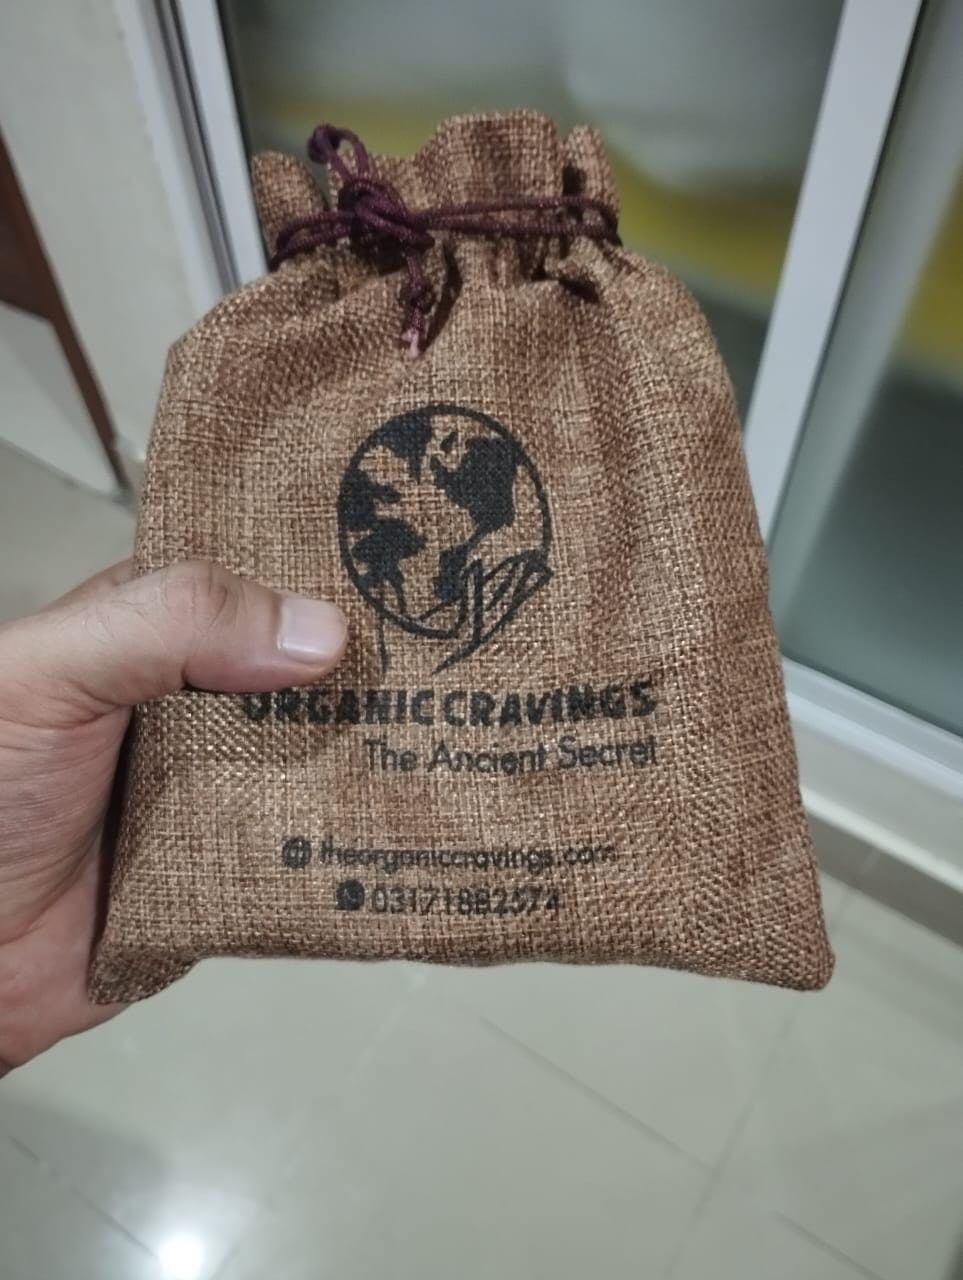 ORGANIC CRAVINGS
The Ancient Secret
theorganiccravings.com
03171882574